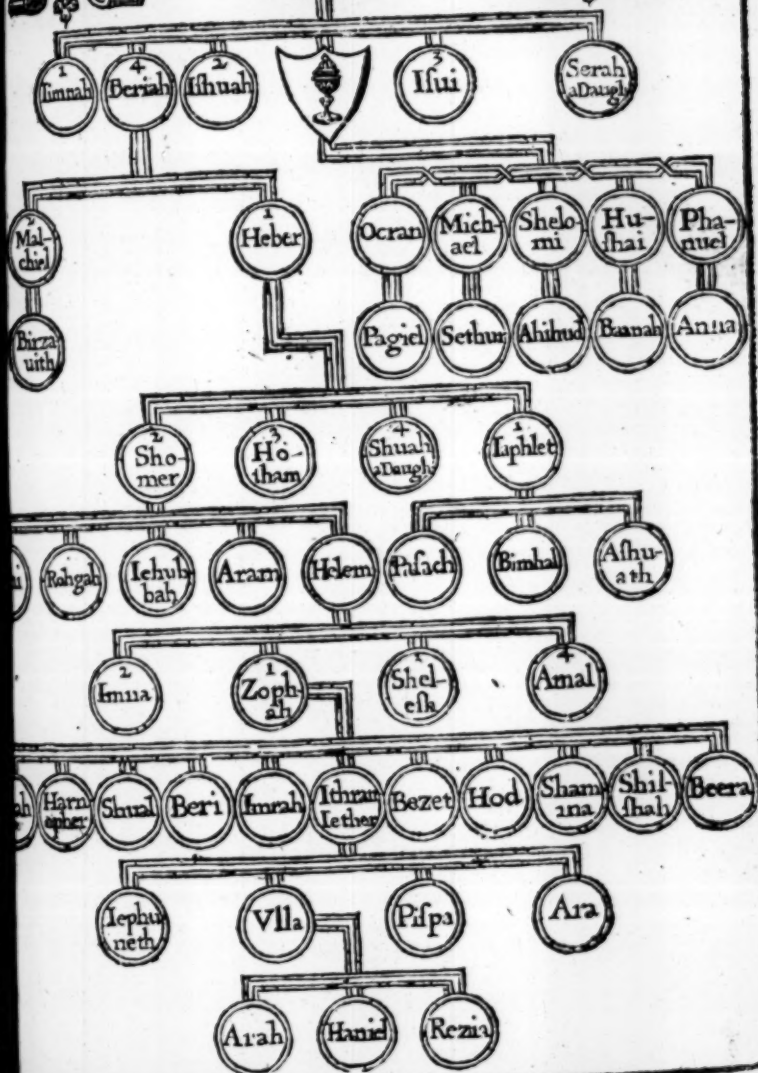 1
Timnah
4
Beriah
2
Iſhuah
3
Iſui
Serah
aDaugh
2
Mal-
chiel
1
Heber
Ocran
Mich-
ael
Shelo-
mi
Hu-
ſhai
Pha-
nuel
Birza-
uith
Pagiel
Sethur
Ahihud
Baanah
Anna
2
Sho-
mer
3
Ho-
tham
4
Shuah
aDaugh
1
Iaphlet
Rohgah
Iehub-
bah
Aram
Helem
Paſach
Bimhal
Aſhu-
ath
2
Imna
1
Zoph-
ah
1
Shel-
eſh
4
Amal
Harn
epher
Shual
Beri
Imrah
Ithran
Iether
Bezet
Hod
Sham
ma
Shil-
ſhah
Beera
Iephu
neth
Vlla
Piſpa
Ara
Arah
Haniel
Rezia